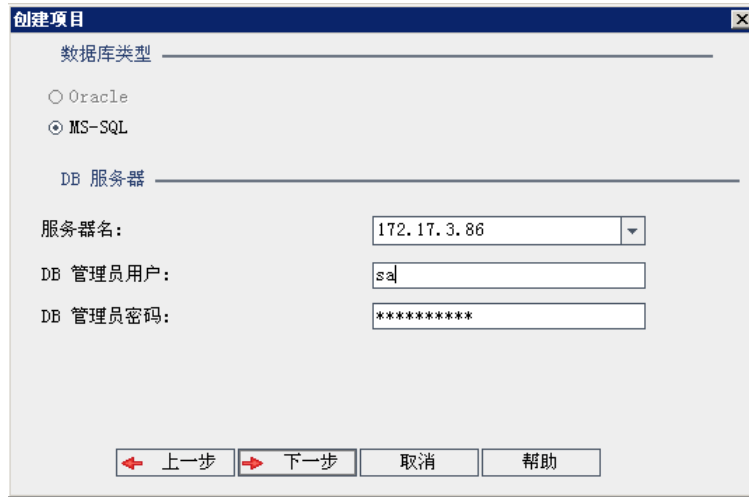 创建项目
数据库类型
Oracle
MS-SQL
DB 服务器
服务器名: 172.17.3.86
DB 管理员用户: sa
DB 管理员密码: **********
上一步 下一步 取消 帮助